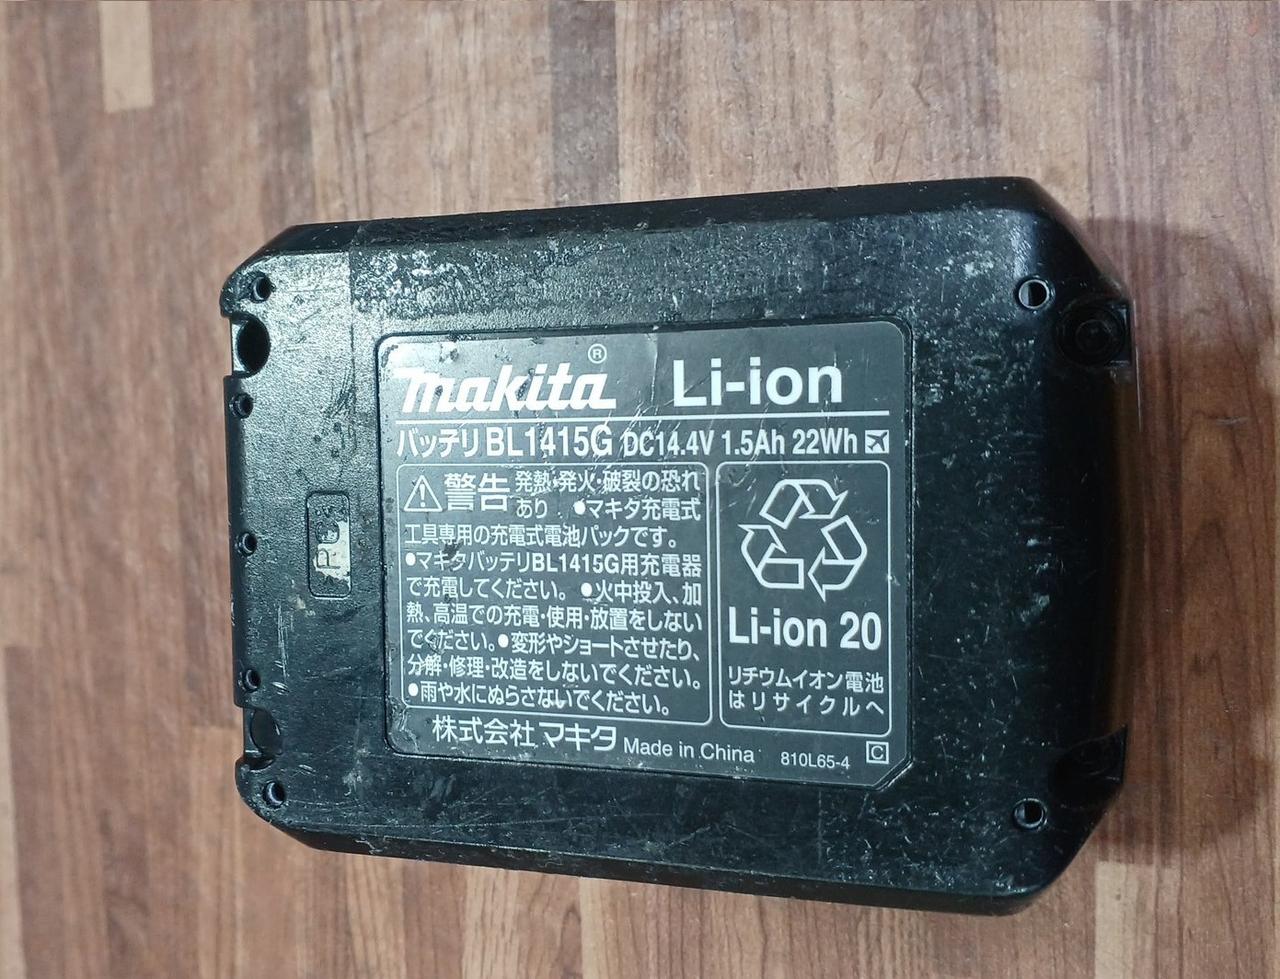 makita® Li-ion
バッテリ BL1415G DC14.4V 1.5Ah 22Wh
警告 発熱・発火・破裂の恐れ
あり ●マキタ充電式
工具専用の充電式電池パックです。
●マキタバッテリBL1415G用充電器
で充電してください。 ●火中投入、加
熱、高温での充電・使用・放置をしない
でください。●変形やショートさせたり、
分解・修理・改造をしないでください。
●雨や水にぬらさないでください。
Li-ion 20
リチウムイオン電池
はリサイクルへ
株式会社 マキタ Made in China 810L65-4 C